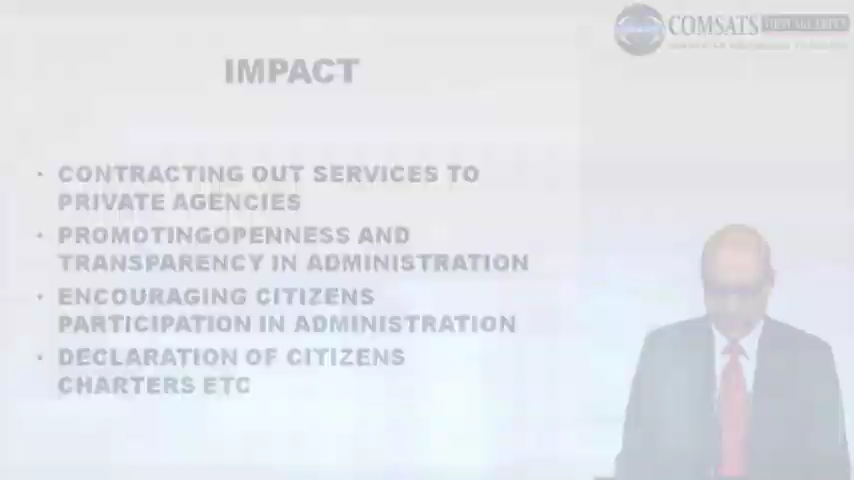 COMSATS
IMPACT
• CONTRACTING OUT SERVICES TO
PRIVATE AGENCIES
• PROMOTINGOPENNESS AND
TRANSPARENCY IN ADMINISTRATION
• ENCOURAGING CITIZENS
PARTICIPATION IN ADMINISTRATION
• DECLARATION OF CITIZENS
CHARTERS ETC